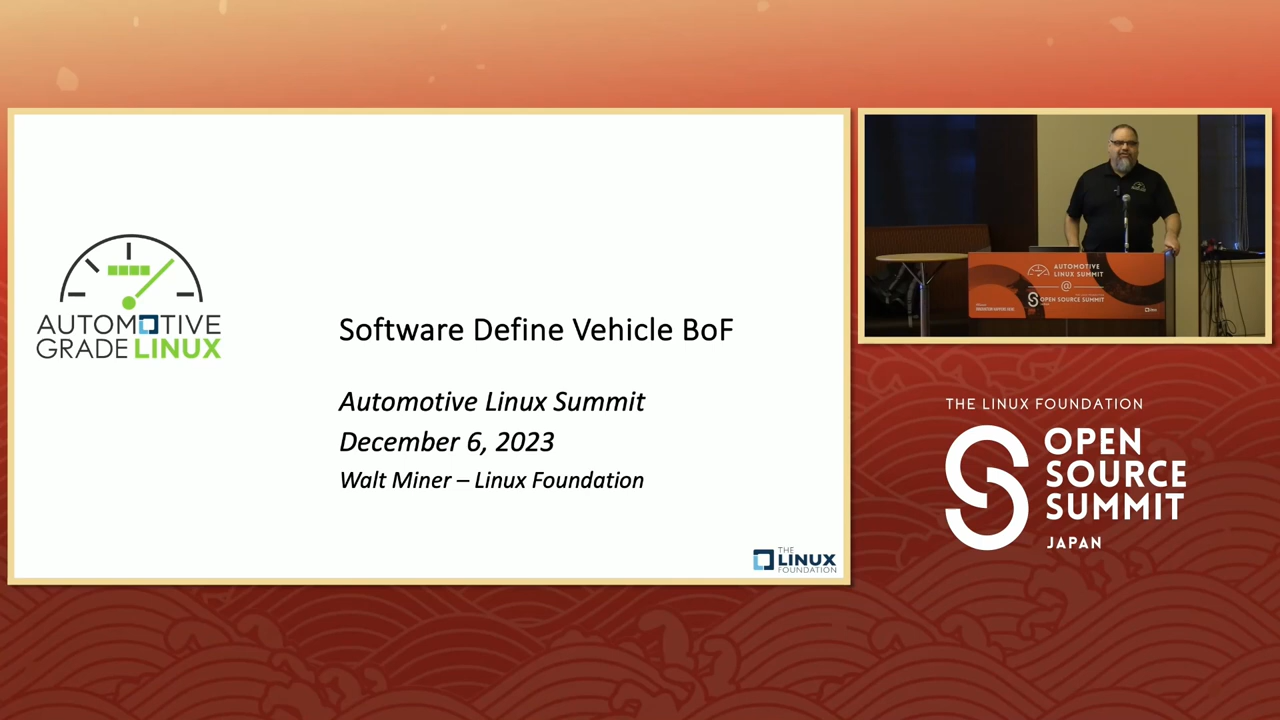 AUTOMOTIVE
GRADE LINUX
Software Define Vehicle BoF
Automotive Linux Summit
December 6, 2023
Walt Miner – Linux Foundation
THE
LINUX
FOUNDATION
AUTOMOTIVE
LINUX SUMMIT
@
OPEN SOURCE SUMMIT
THE LINUX FOUNDATION
OPEN
SOURCE
SUMMIT
JAPAN